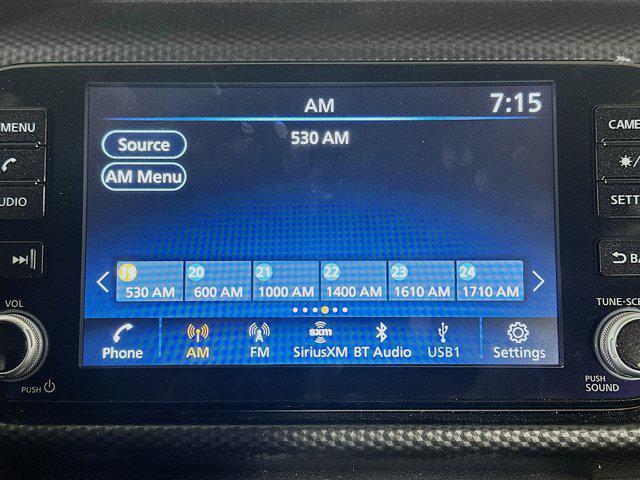 AM
7:15
530 AM
Source
AM Menu
19 20 21 22 23 24
530 AM 600 AM 1000 AM 1400 AM 1610 AM 1710 AM
sxm
Phone AM FM SiriusXM BT Audio USB1 Settings
MENU
UDIO
VOL
PUSH
CAME
SETT
BA
TUNE·SC
PUSH
SOUND